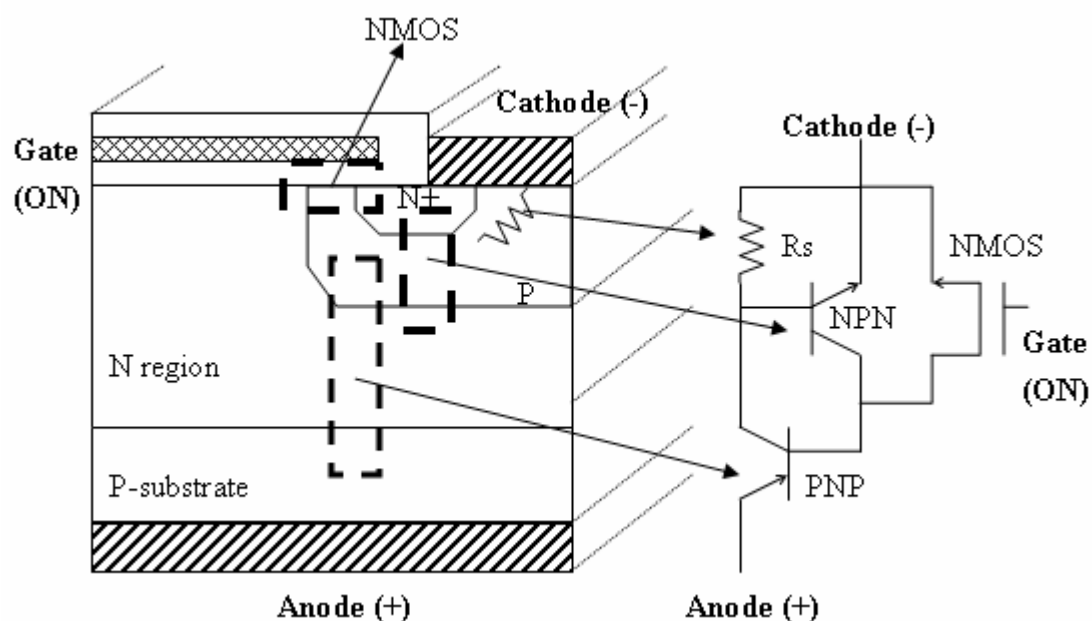 NMOS
Cathode (-)
Gate
(ON)
N+
P
N region
P-substrate
Anode (+)
Cathode (-)
Rs
NMOS
NPN
Gate
(ON)
PNP
Anode (+)